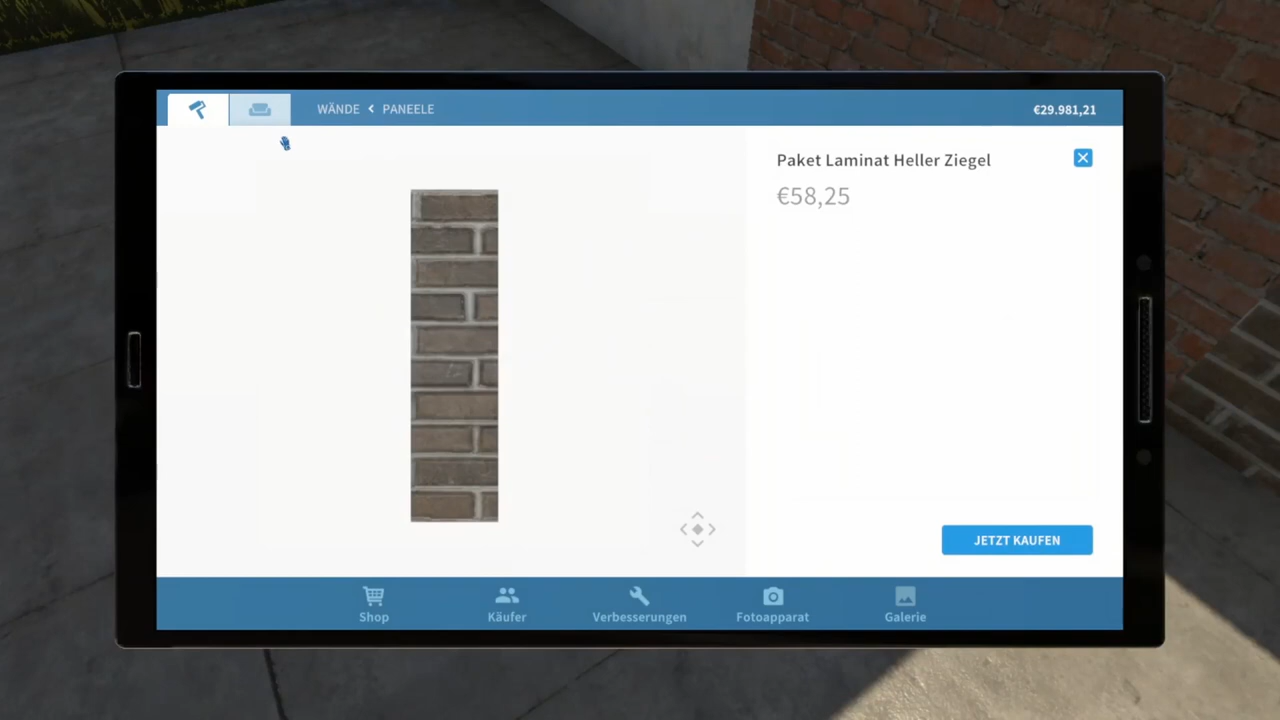 WÄNDE < PANEELE
€29.981,21
Paket Laminat Heller Ziegel
€58,25
JETZT KAUFEN
Shop
Käufer
Verbesserungen
Fotoapparat
Galerie